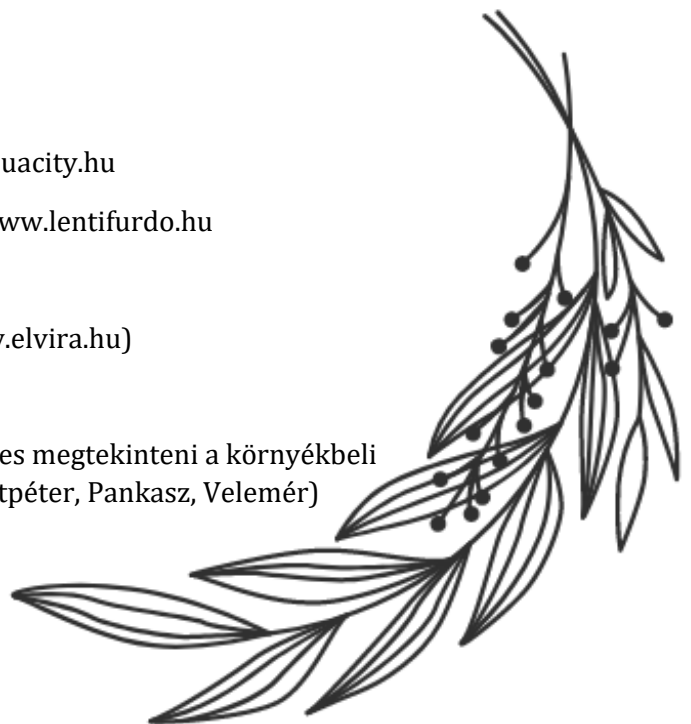 uacity.hu
ww.lentifurdo.hu
.elvira.hu)
es megtekinteni a környékbeli
tpéter, Pankasz, Velemér)